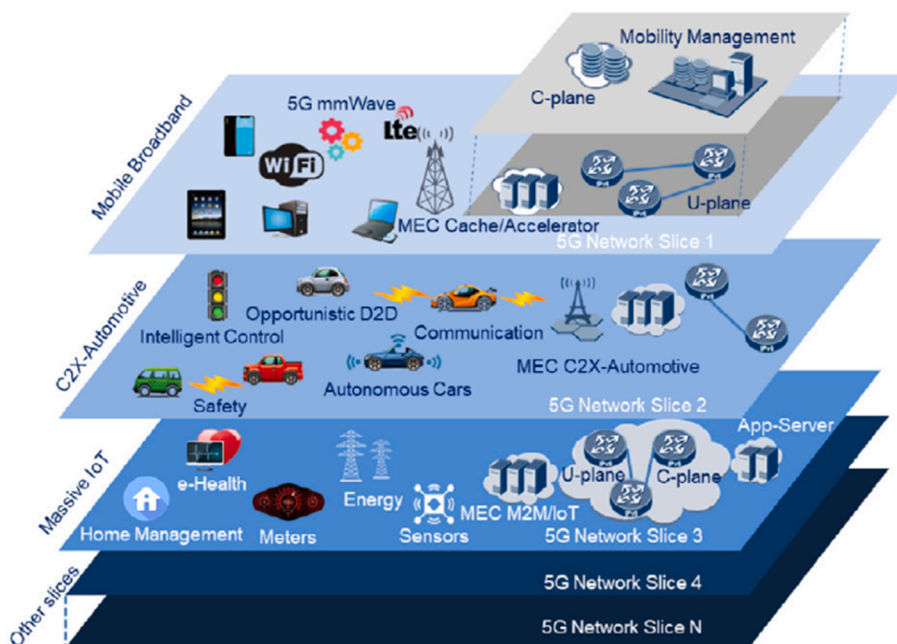 Mobility Management
C-plane
5G mmWave
Lte
WiFi
U-plane
MEC Cache/Accelerator
5G Network Slice 1
Mobile Broadband
Opportunistic D2D
Intelligent Control
Communication
MEC C2X-Automotive
Autonomous Cars
Safety
5G Network Slice 2
C2X-Automotive
App-Server
U-plane
C-plane
e-Health
Energy
MEC M2M/IoT
Home Management
Meters
Sensors
5G Network Slice 3
Massive IoT
5G Network Slice 4
Other slices
5G Network Slice N